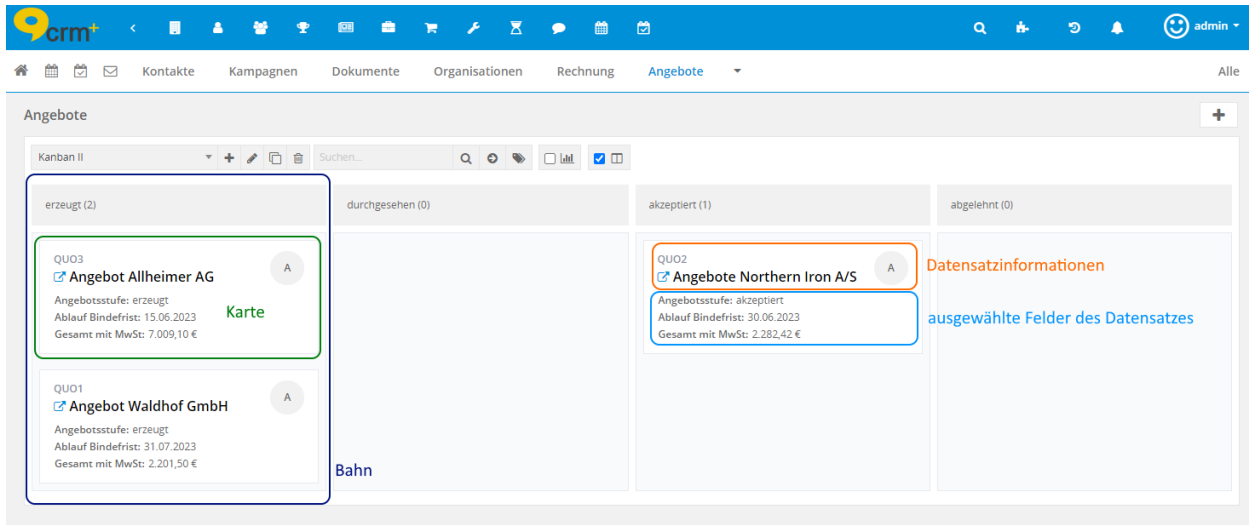 9crm+
admin
Kontakte
Kampagnen
Dokumente
Organisationen
Rechnung
Angebote
Alle
Angebote
Kanban II
Suchen...
erzeugt (2)
durchgesehen (0)
akzeptiert (1)
abgelehnt (0)
QUO3
Angebot Allheimer AG
A
Angebotsstufe: erzeugt
Ablauf Bindefrist: 15.06.2023
Gesamt mit MwSt: 7.009,10 €
Karte
QUO1
Angebot Waldhof GmbH
A
Angebotsstufe: erzeugt
Ablauf Bindefrist: 31.07.2023
Gesamt mit MwSt: 2.201,50 €
Bahn
QUO2
Angebote Northern Iron A/S
A
Angebotsstufe: akzeptiert
Ablauf Bindefrist: 30.06.2023
Gesamt mit MwSt: 2.282,42 €
Datensatzinformationen
ausgewählte Felder des Datensatzes